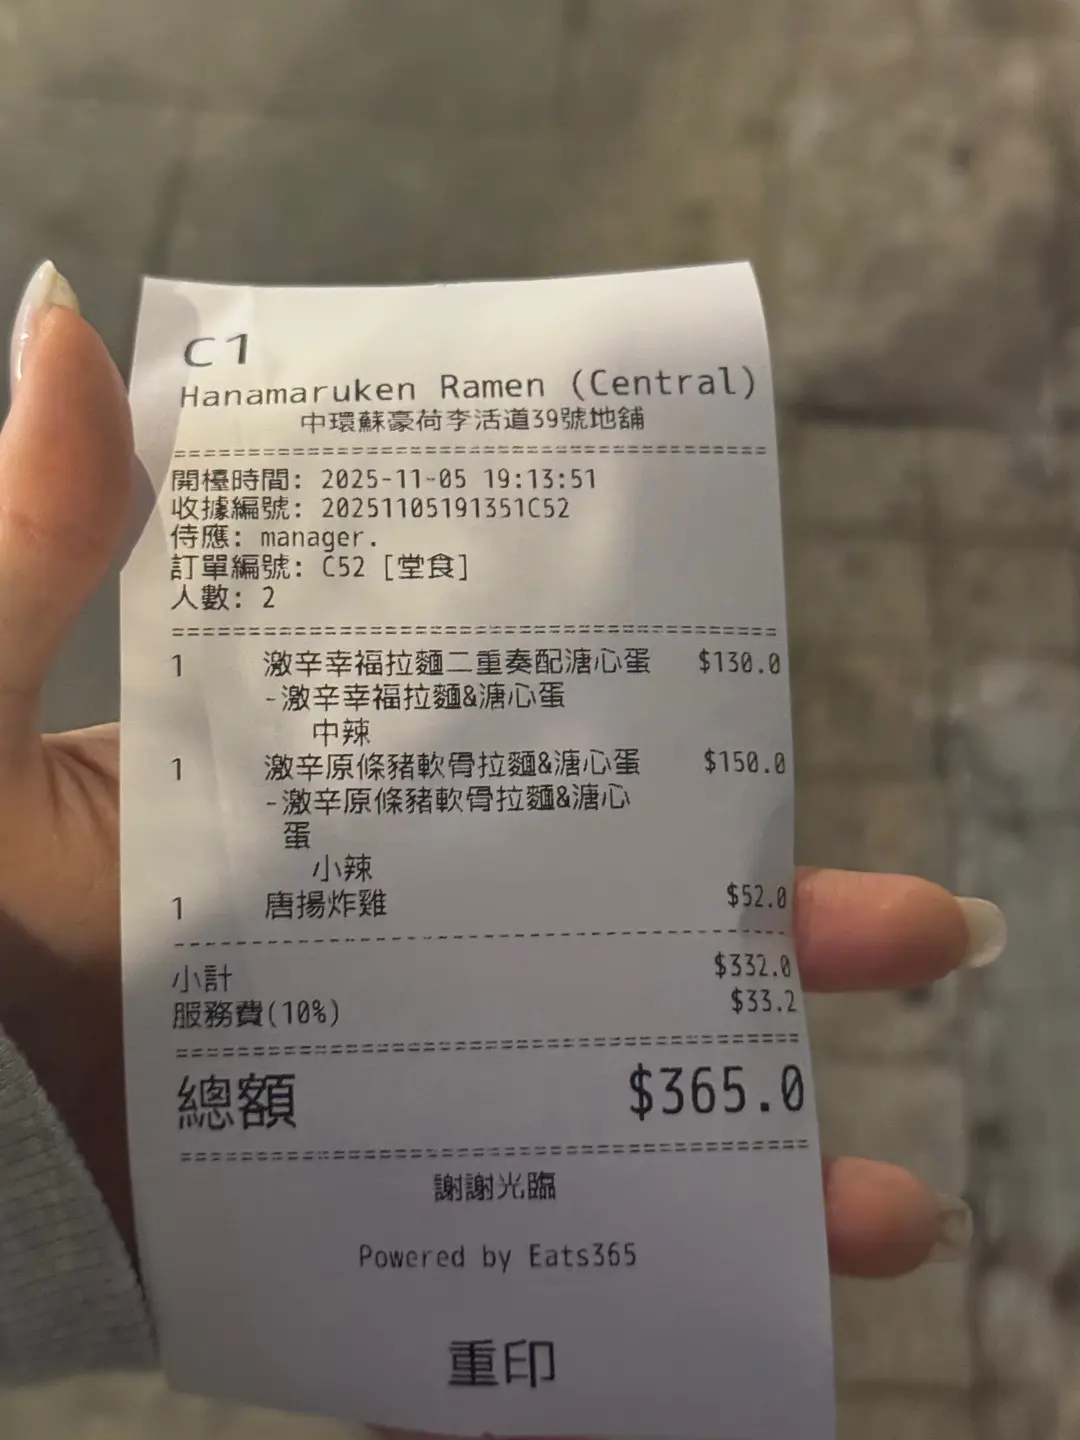 C1
Hanamaruken Ramen (Central)
中環蘇豪荷李活道39號地舖
開檯時間: 2025-11-05 19:13:51
收據編號: 20251105191351C52
侍應: manager.
訂單編號: C52 [堂食]
人數: 2
1 激辛幸福拉麵二重奏配溏心蛋 $130.0
-激辛幸福拉麵&溏心蛋
中辣
1 激辛原條豬軟骨拉麵&溏心蛋 $150.0
-激辛原條豬軟骨拉麵&溏心
蛋
小辣
1 唐揚炸雞 $52.0
小計 $332.0
服務費(10%) $33.2
總額 $365.0
謝謝光臨
Powered by Eats365
重印